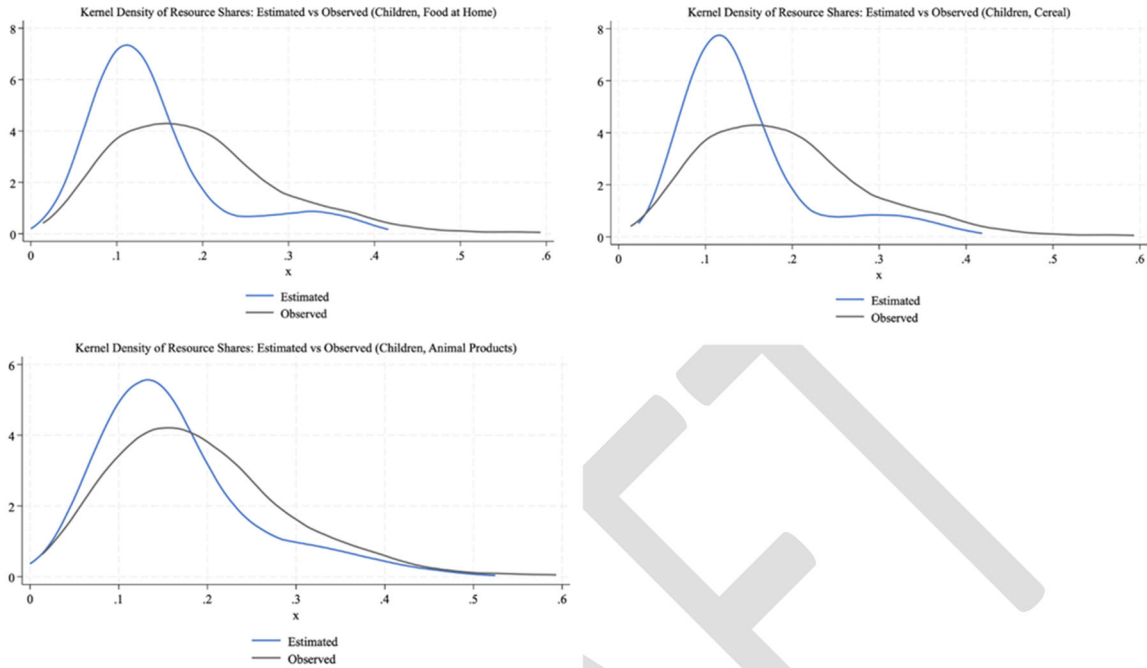 Kernel Density of Resource Shares: Estimated vs Observed (Children, Food at Home)
8
6
4
2
0
0 .1 .2 .3 .4 .5 .6
x
Estimated
Observed
Kernel Density of Resource Shares: Estimated vs Observed (Children, Cereal)
8
6
4
2
0
0 .1 .2 .3 .4 .5 .6
x
Estimated
Observed
Kernel Density of Resource Shares: Estimated vs Observed (Children, Animal Products)
6
4
2
0
0 .1 .2 .3 .4 .5 .6
x
Estimated
Observed